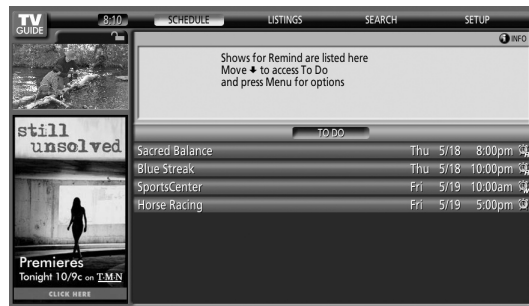 TV
GUIDE
8:10
SCHEDULE LISTINGS SEARCH SETUP
INFO
Shows for Remind are listed here
Move to access To Do
and press Menu for options
still
unsolved
Premieres
Tonight 10/9c on T·M·N
CLICK HERE
TO DO
Sacred Balance Thu 5/18 8:00pm
Blue Streak Thu 5/18 10:00pm
SportsCenter Fri 5/19 10:00am
Horse Racing Fri 5/19 5:00pm